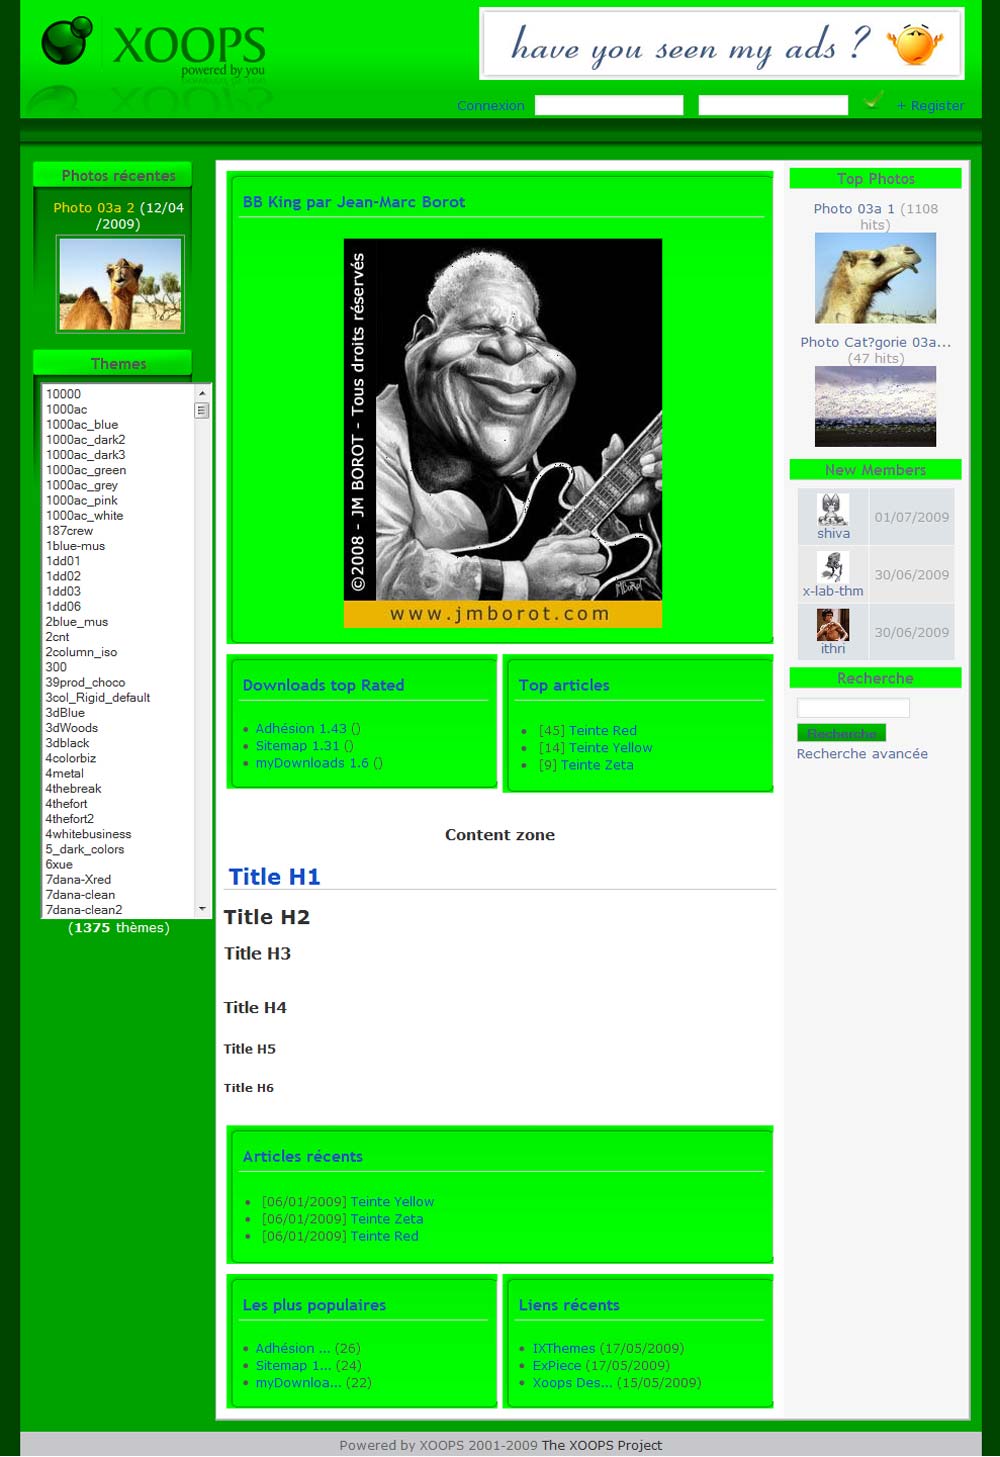 XOOPS
powered by you
have you seen my ads ?
Connexion
+ Register
Photos récentes
Photo 03a 2 (12/04
/2009)
Themes
10000
1000ac
1000ac_blue
1000ac_dark2
1000ac_dark3
1000ac_green
1000ac_grey
1000ac_pink
1000ac_white
187crew
1blue-mus
1dd01
1dd02
1dd03
1dd06
2blue_mus
2cnt
2column_iso
300
39prod_choco
3col_Rigid_default
3dBlue
3dWoods
3dblack
4colorbiz
4metal
4thebreak
4thefort
4thefort2
4whitebusiness
5_dark_colors
6xue
7dana-Xred
7dana-clean
7dana-clean2
(1375 thèmes)
BB King par Jean-Marc Borot
©2008 - JM BOROT - Tous droits réservés
JMBOROT
www.jmborot.com
Downloads top Rated
Adhésion 1.43 ()
Sitemap 1.31 ()
myDownloads 1.6 ()
Top articles
[45] Teinte Red
[14] Teinte Yellow
[9] Teinte Zeta
Content zone
Title H1
Title H2
Title H3
Title H4
Title H5
Title H6
Articles récents
[06/01/2009] Teinte Yellow
[06/01/2009] Teinte Zeta
[06/01/2009] Teinte Red
Les plus populaires
Adhésion ... (26)
Sitemap 1... (24)
myDownloa... (22)
Liens récents
IXThemes (17/05/2009)
ExPiece (17/05/2009)
Xoops Des... (15/05/2009)
Top Photos
Photo 03a 1 (1108
hits)
Photo Cat?gorie 03a...
(47 hits)
New Members
shiva
01/07/2009
x-lab-thm
30/06/2009
ithri
30/06/2009
Recherche
Recherche
Recherche avancée
Powered by XOOPS 2001-2009 The XOOPS Project